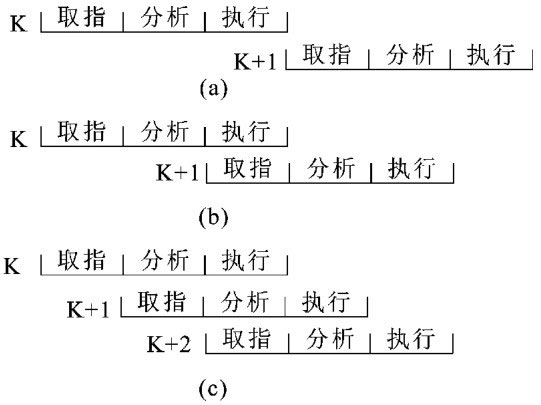 K 取指 分析 执行
K+1 取指 分析 执行
(a)
K 取指 分析 执行
K+1 取指 分析 执行
(b)
K 取指 分析 执行
K+1 取指 分析 执行
K+2 取指 分析 执行
(c)